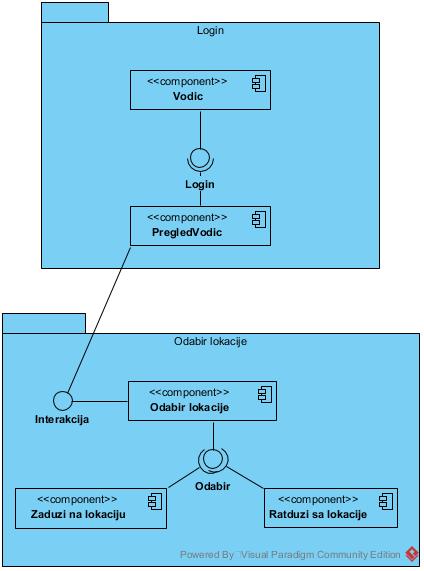 Login
<<component>>
Vodic
Login
<<component>>
PregledVodic
Odabir lokacije
<<component>>
Odabir lokacije
Interakcija
Odabir
<<component>>
Zaduzi na lokaciju
<<component>>
Ratduzi sa lokacije
Powered By Visual Paradigm Community Edition